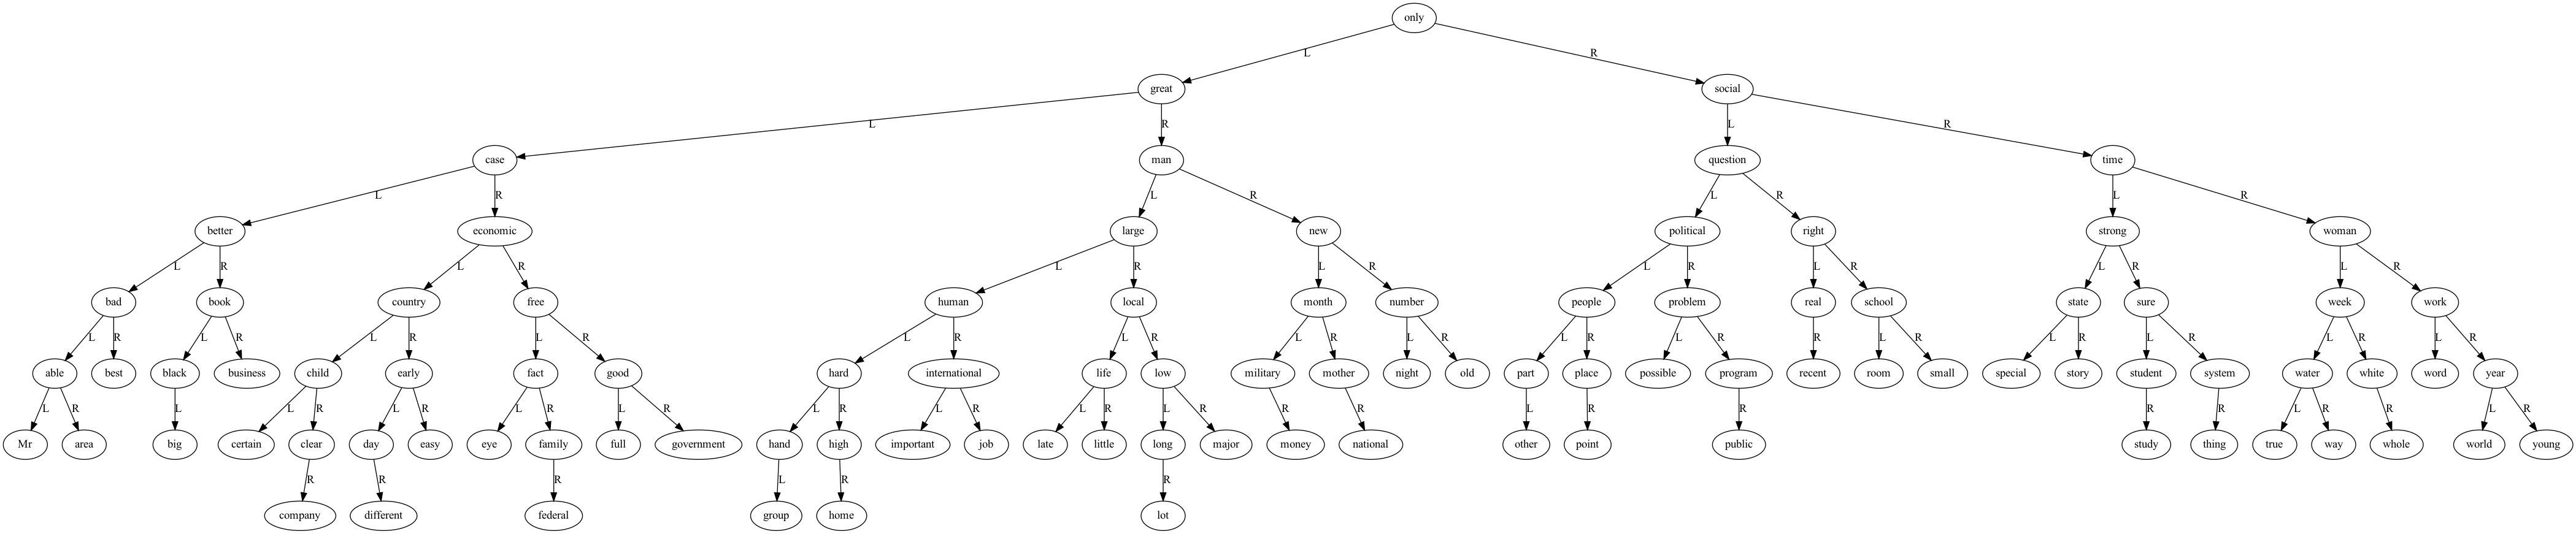 only
L R
great social
L R L R
case man question time
L R L R L R L R
better economic large new political right strong woman
L R L R L R L R L R L R L R L R
bad book country free human local month number people problem real school state sure week work
L R L R L R L R L R L R L R L R L R L R R L R L R L R L R L R
able best black business child early fact good hard international life low military mother night old part place possible program recent room small special story student system water white word year
L R L L R L R L R L R L R L R L R L R R R L R R R R L R R L R
Mr area big certain clear day easy eye family full government hand high important job late little long major money national other point public study thing true way whole world young
R R R L R R
company different federal group home lot